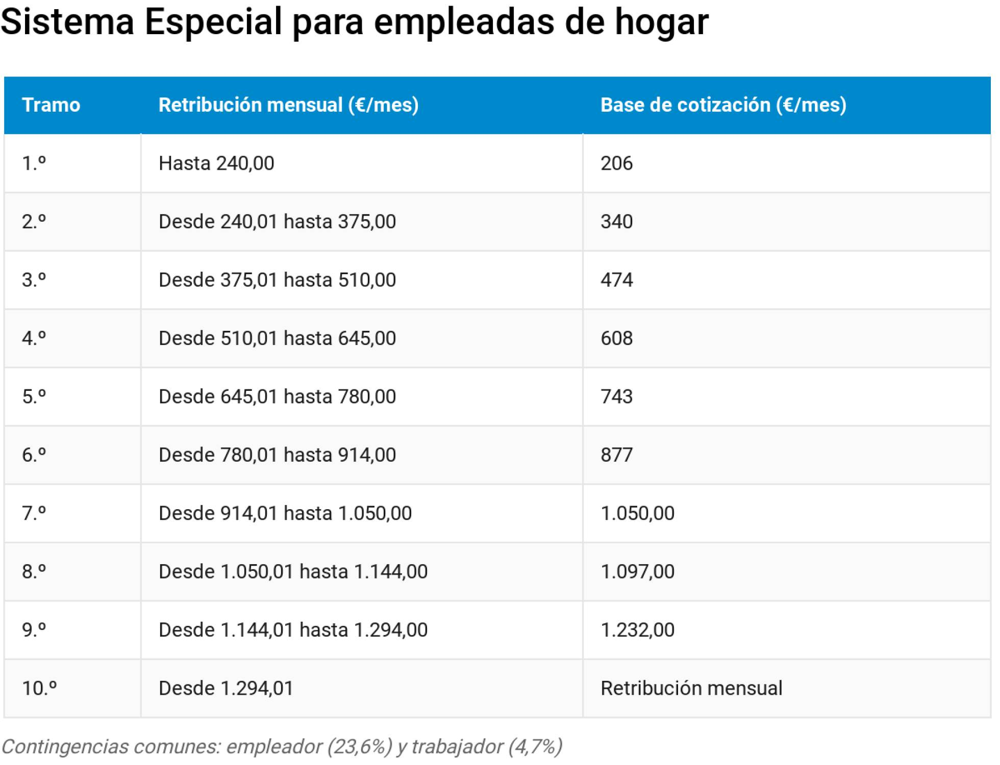 Sistema Especial para empleadas de hogar
Tramo Retribución mensual (€/mes) Base de cotización (€/mes)
1.º Hasta 240,00 206
2.º Desde 240,01 hasta 375,00 340
3.º Desde 375,01 hasta 510,00 474
4.º Desde 510,01 hasta 645,00 608
5.º Desde 645,01 hasta 780,00 743
6.º Desde 780,01 hasta 914,00 877
7.º Desde 914,01 hasta 1.050,00 1.050,00
8.º Desde 1.050,01 hasta 1.144,00 1.097,00
9.º Desde 1.144,01 hasta 1.294,00 1.232,00
10.º Desde 1.294,01 Retribución mensual
Contingencias comunes: empleador (23,6%) y trabajador (4,7%)